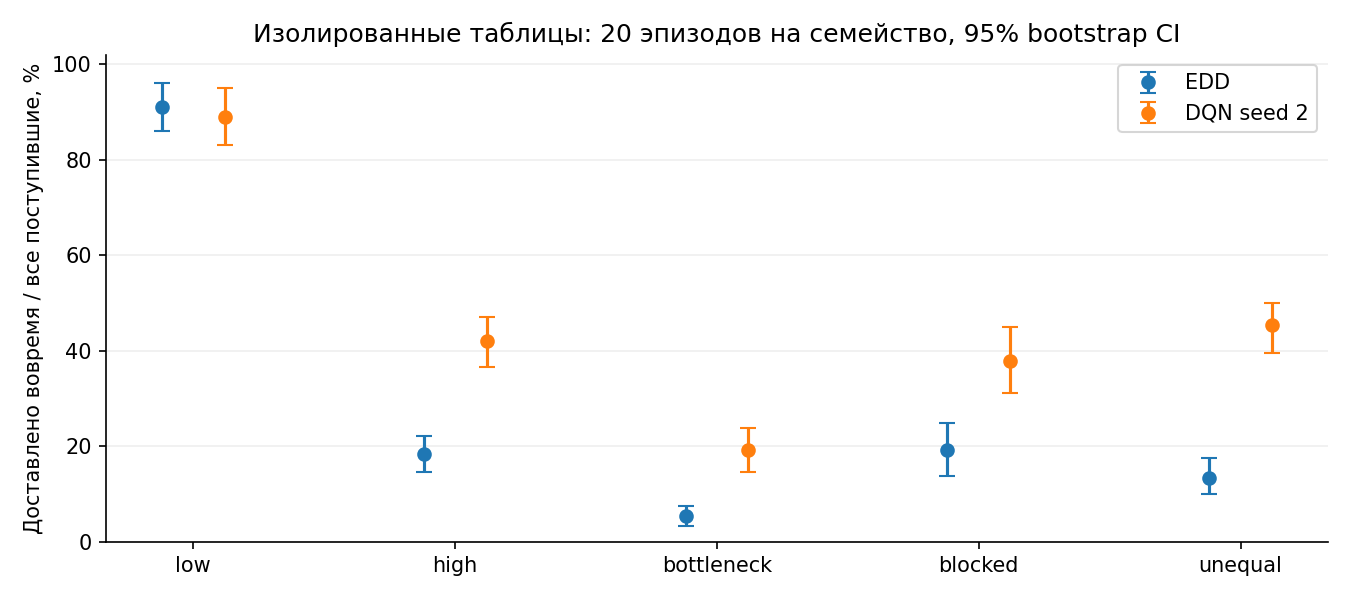 Изолированные таблицы: 20 эпизодов на семейство, 95% bootstrap CI
Доставлено вовремя / все поступившие, %
100
80
60
40
20
0
EDD
DQN seed 2
low
high
bottleneck
blocked
unequal